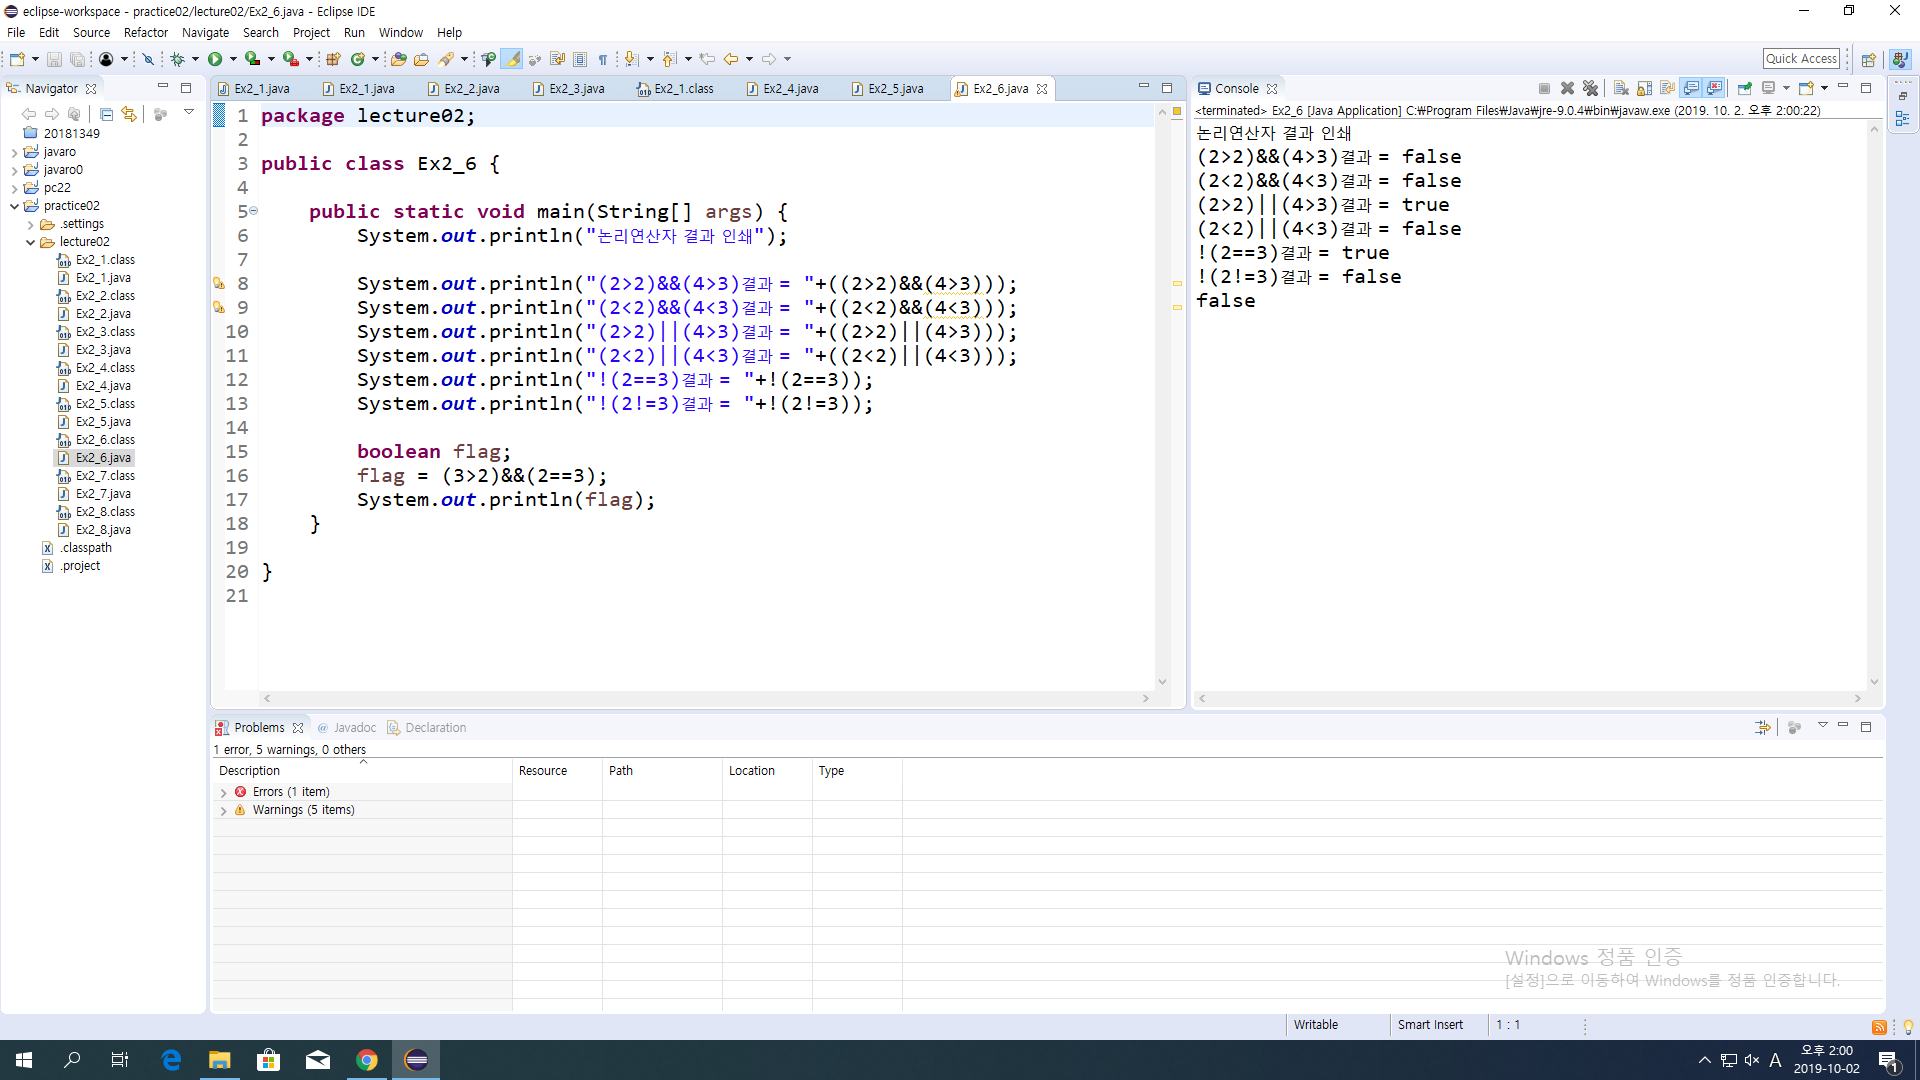 eclipse-workspace - practice02/lecture02/Ex2_6.java - Eclipse IDE
File Edit Source Refactor Navigate Search Project Run Window Help
Quick Access
Navigator
20181349
javaro
javaro0
pc22
practice02
.settings
lecture02
Ex2_1.class
Ex2_1.java
Ex2_2.class
Ex2_2.java
Ex2_3.class
Ex2_3.java
Ex2_4.class
Ex2_4.java
Ex2_5.class
Ex2_5.java
Ex2_6.class
Ex2_6.java
Ex2_7.class
Ex2_7.java
Ex2_8.class
Ex2_8.java
.classpath
.project
Ex2_1.java Ex2_1.java Ex2_2.java Ex2_3.java Ex2_1.class Ex2_4.java Ex2_5.java Ex2_6.java
1 package lecture02;
2
3 public class Ex2_6 {
4
5 public static void main(String[] args) {
6 System.out.println("논리연산자 결과 인쇄");
7
8 System.out.println("(2>2)&&(4>3)결과 = "+((2>2)&&(4>3)));
9 System.out.println("(2<2)&&(4<3)결과 = "+((2<2)&&(4<3)));
10 System.out.println("(2>2)||(4>3)결과 = "+((2>2)||(4>3)));
11 System.out.println("(2<2)||(4<3)결과 = "+((2<2)||(4<3)));
12 System.out.println("!(2==3)결과 = "+!(2==3));
13 System.out.println("!(2!=3)결과 = "+!(2!=3));
14
15 boolean flag;
16 flag = (3>2)&&(2==3);
17 System.out.println(flag);
18 }
19
20 }
21
Console
<terminated> Ex2_6 [Java Application] C:₩Program Files₩Java₩jre-9.0.4₩bin₩javaw.exe (2019. 10. 2. 오후 2:00:22)
논리연산자 결과 인쇄
(2>2)&&(4>3)결과 = false
(2<2)&&(4<3)결과 = false
(2>2)||(4>3)결과 = true
(2<2)||(4<3)결과 = false
!(2==3)결과 = true
!(2!=3)결과 = false
false
Problems @ Javadoc Declaration
1 error, 5 warnings, 0 others
Description Resource Path Location Type
Errors (1 item)
Warnings (5 items)
Windows 정품 인증
[설정]으로 이동하여 Windows를 정품 인증합니다.
Writable Smart Insert 1 : 1
A 오후 2:00
2019-10-02
1